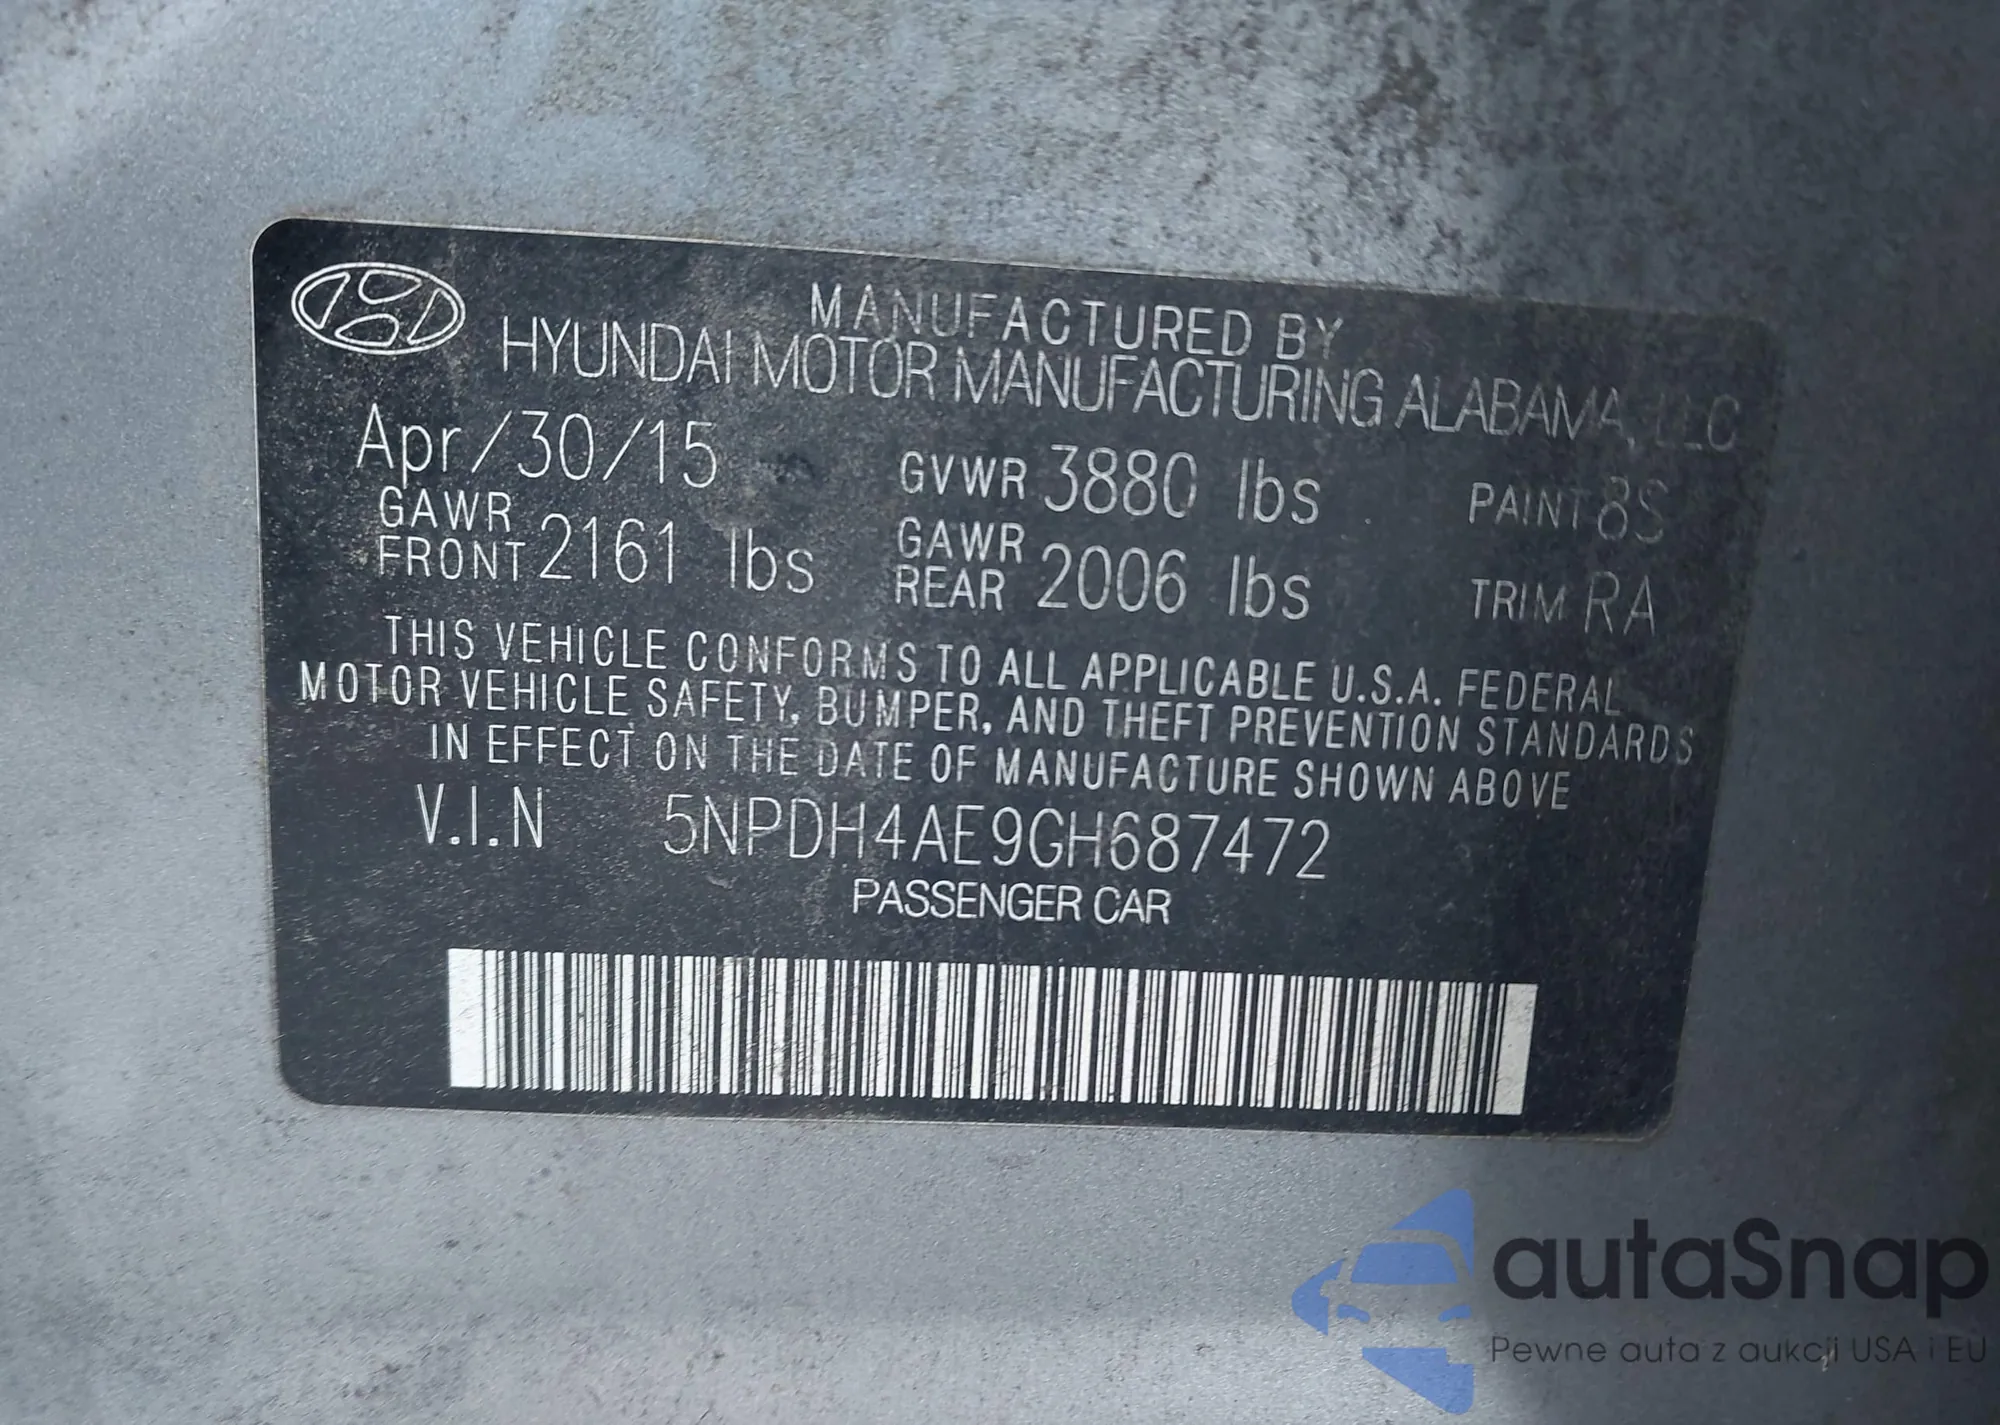 MANUFACTURED BY
HYUNDAI MOTOR MANUFACTURING ALABAMA, LLC
Apr/30/15 GVWR 3880 lbs PAINT 8S
GAWR FRONT 2161 lbs GAWR REAR 2006 lbs TRIM RA
THIS VEHICLE CONFORMS TO ALL APPLICABLE U.S.A. FEDERAL
MOTOR VEHICLE SAFETY, BUMPER, AND THEFT PREVENTION STANDARDS
IN EFFECT ON THE DATE OF MANUFACTURE SHOWN ABOVE
V.I.N 5NPDH4AE9GH687472
PASSENGER CAR
autaSnap
Pewne auta z aukcji USA i EU